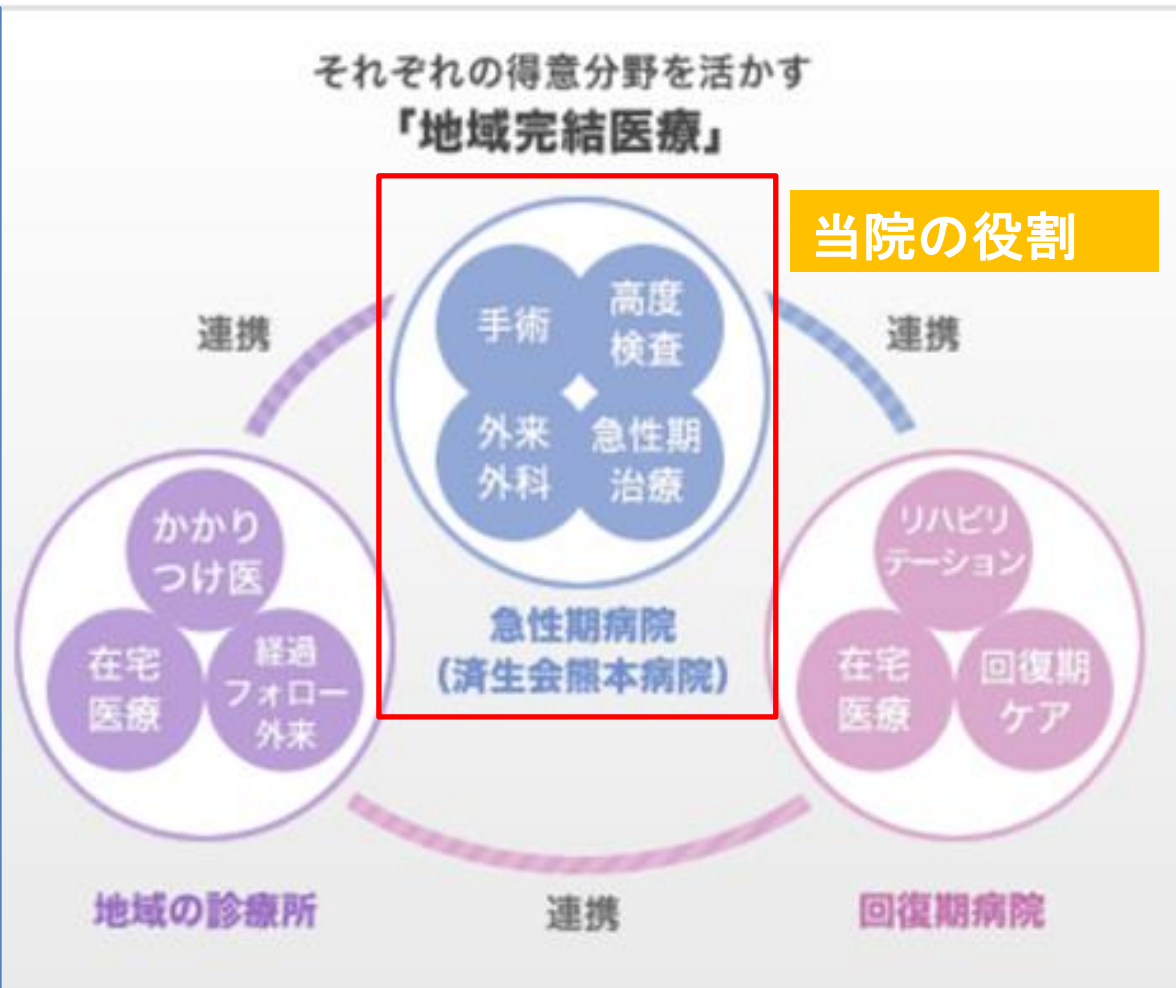 それぞれの得意分野を活かす
「地域完結医療」
当院の役割
連携
連携
手術
高度
検査
外来
外科
急性期
治療
急性期病院
(済生会熊本病院)
かかり
つけ医
在宅
医療
経過
フォロー
外来
地域の診療所
リハビリ
テーション
在宅
医療
回復期
ケア
回復期病院
連携